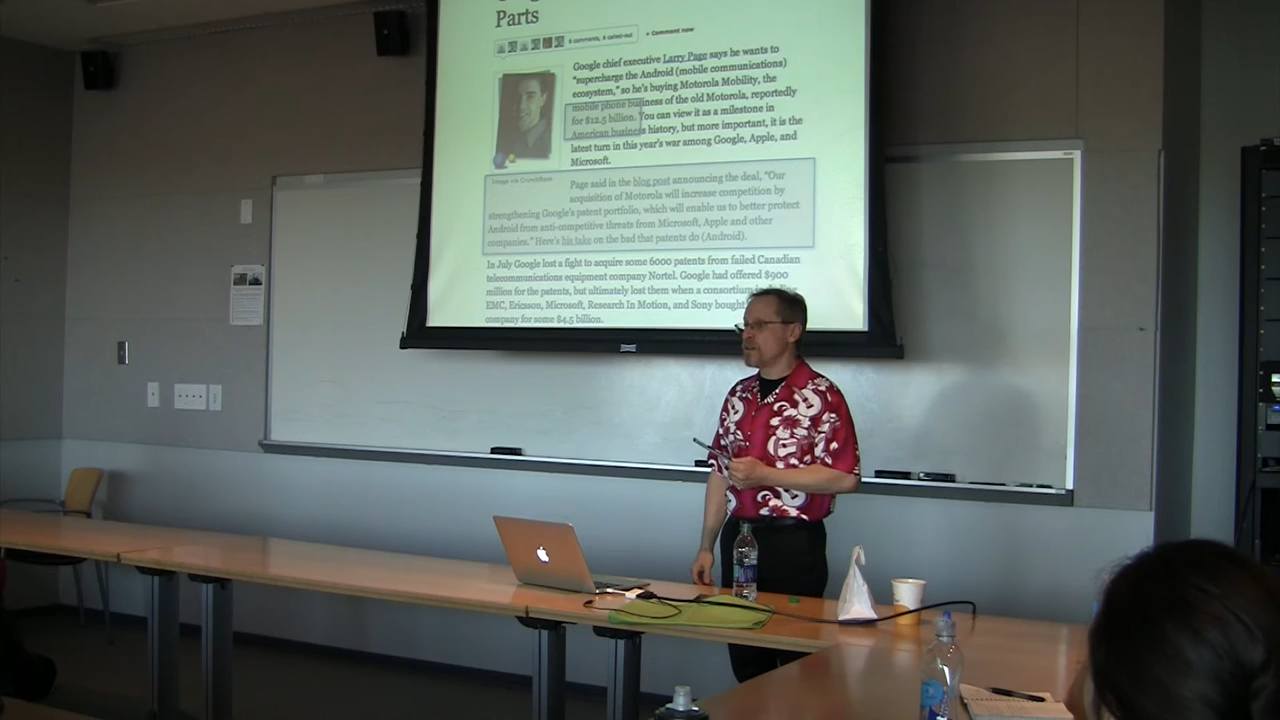 Parts
6 comments, 6 called-out
+ Comment now
Google chief executive Larry Page says he wants to
"supercharge the Android (mobile communications)
ecosystem," so he's buying Motorola Mobility, the
mobile phone business of the old Motorola, reportedly
for $12.5 billion. You can view it as a milestone in
American business history, but more important, it is the
latest turn in this year's war among Google, Apple, and
Microsoft.
Image via CrunchBase
Page said in the blog post announcing the deal, "Our
acquisition of Motorola will increase competition by
strengthening Google's patent portfolio, which will enable us to better protect
Android from anti-competitive threats from Microsoft, Apple and other
companies." Here's his take on the bad that patents do (Android).
In July Google lost a fight to acquire some 6000 patents from failed Canadian
telecommunications equipment company Nortel. Google had offered $900
million for the patents, but ultimately lost them when a consortium
EMC, Ericsson, Microsoft, Research In Motion, and Sony bought
company for some $4.5 billion.